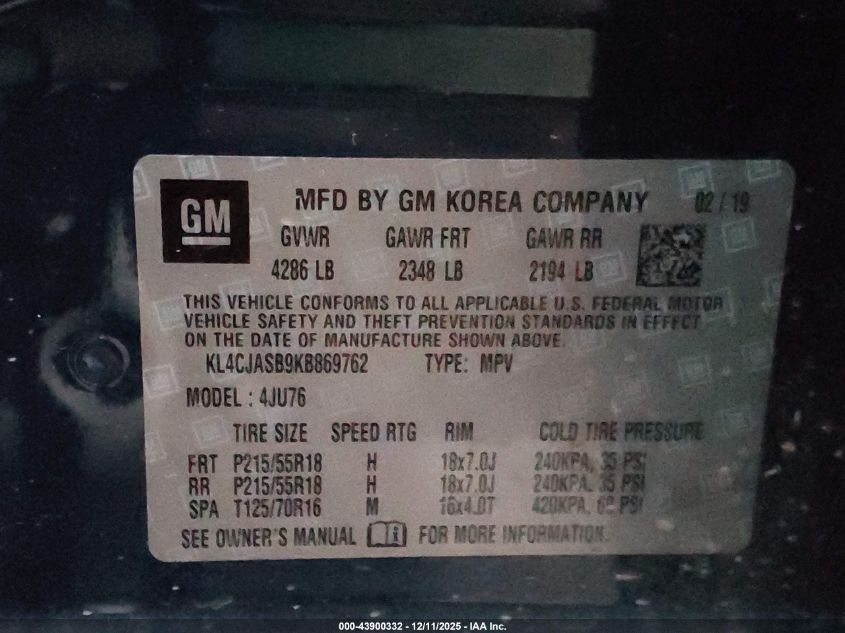 GM
MFD BY GM KOREA COMPANY 02 / 19
GVWR GAWR FRT GAWR RR
4286 LB 2348 LB 2194 LB
THIS VEHICLE CONFORMS TO ALL APPLICABLE U.S. FEDERAL MOTOR
VEHICLE SAFETY AND THEFT PREVENTION STANDARDS IN EFFECT
ON THE DATE OF MANUFACTURE SHOWN ABOVE.
KL4CJASB9KB869762 TYPE: MPV
MODEL : 4JU76
TIRE SIZE SPEED RTG RIM COLD TIRE PRESSURE
FRT P215/55R18 H 18x7.0J 240KPA, 35 PSI
RR P215/55R18 H 18x7.0J 240KPA, 35 PSI
SPA T125/70R16 M 16x4.0T 420KPA, PSI
SEE OWNER'S MANUAL FOR MORE INFORMATION.
000-43900332 - 12/11/2025 - IAA Inc.